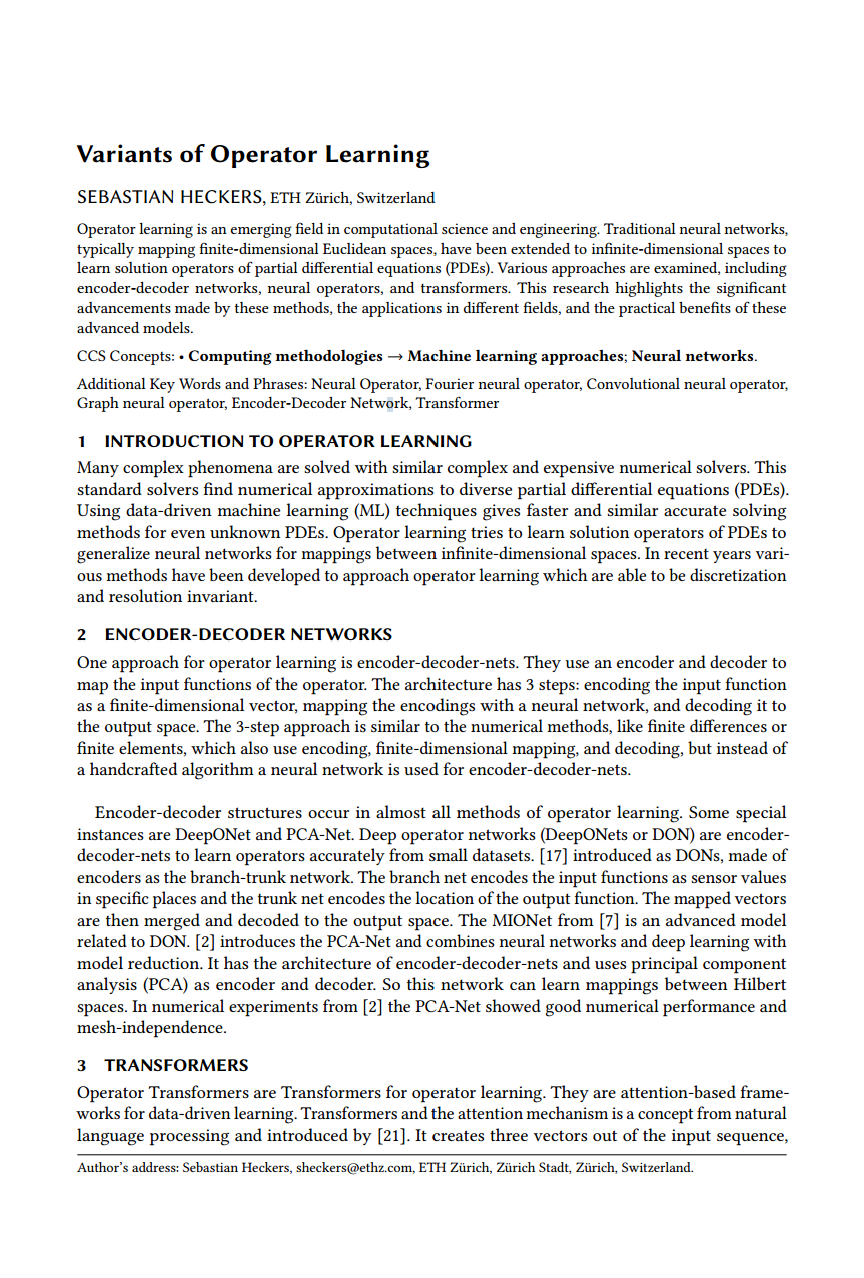 Variants of Operator Learning
SEBASTIAN HECKERS, ETH Zürich, Switzerland
Operator learning is an emerging field in computational science and engineering. Traditional neural networks,
typically mapping finite-dimensional Euclidean spaces, have been extended to infinite-dimensional spaces to
learn solution operators of partial differential equations (PDEs). Various approaches are examined, including
encoder-decoder networks, neural operators, and transformers. This research highlights the significant
advancements made by these methods, the applications in different fields, and the practical benefits of these
advanced models.
CCS Concepts: • Computing methodologies → Machine learning approaches; Neural networks.
Additional Key Words and Phrases: Neural Operator, Fourier neural operator, Convolutional neural operator,
Graph neural operator, Encoder-Decoder Network, Transformer
1 INTRODUCTION TO OPERATOR LEARNING
Many complex phenomena are solved with similar complex and expensive numerical solvers. This
standard solvers find numerical approximations to diverse partial differential equations (PDEs).
Using data-driven machine learning (ML) techniques gives faster and similar accurate solving
methods for even unknown PDEs. Operator learning tries to learn solution operators of PDEs to
generalize neural networks for mappings between infinite-dimensional spaces. In recent years vari-
ous methods have been developed to approach operator learning which are able to be discretization
and resolution invariant.
2 ENCODER-DECODER NETWORKS
One approach for operator learning is encoder-decoder-nets. They use an encoder and decoder to
map the input functions of the operator. The architecture has 3 steps: encoding the input function
as a finite-dimensional vector, mapping the encodings with a neural network, and decoding it to
the output space. The 3-step approach is similar to the numerical methods, like finite differences or
finite elements, which also use encoding, finite-dimensional mapping, and decoding, but instead of
a handcrafted algorithm a neural network is used for encoder-decoder-nets.
Encoder-decoder structures occur in almost all methods of operator learning. Some special
instances are DeepONet and PCA-Net. Deep operator networks (DeepONets or DON) are encoder-
decoder-nets to learn operators accurately from small datasets. [17] introduced as DONs, made of
encoders as the branch-trunk network. The branch net encodes the input functions as sensor values
in specific places and the trunk net encodes the location of the output function. The mapped vectors
are then merged and decoded to the output space. The MIONet from [7] is an advanced model
related to DON. [2] introduces the PCA-Net and combines neural networks and deep learning with
model reduction. It has the architecture of encoder-decoder-nets and uses principal component
analysis (PCA) as encoder and decoder. So this network can learn mappings between Hilbert
spaces. In numerical experiments from [2] the PCA-Net showed good numerical performance and
mesh-independence.
3 TRANSFORMERS
Operator Transformers are Transformers for operator learning. They are attention-based frame-
works for data-driven learning. Transformers and the attention mechanism is a concept from natural
language processing and introduced by [21]. It creates three vectors out of the input sequence,
Author's address: Sebastian Heckers, sheckers@ethz.com, ETH Zürich, Zürich Stadt, Zürich, Switzerland.